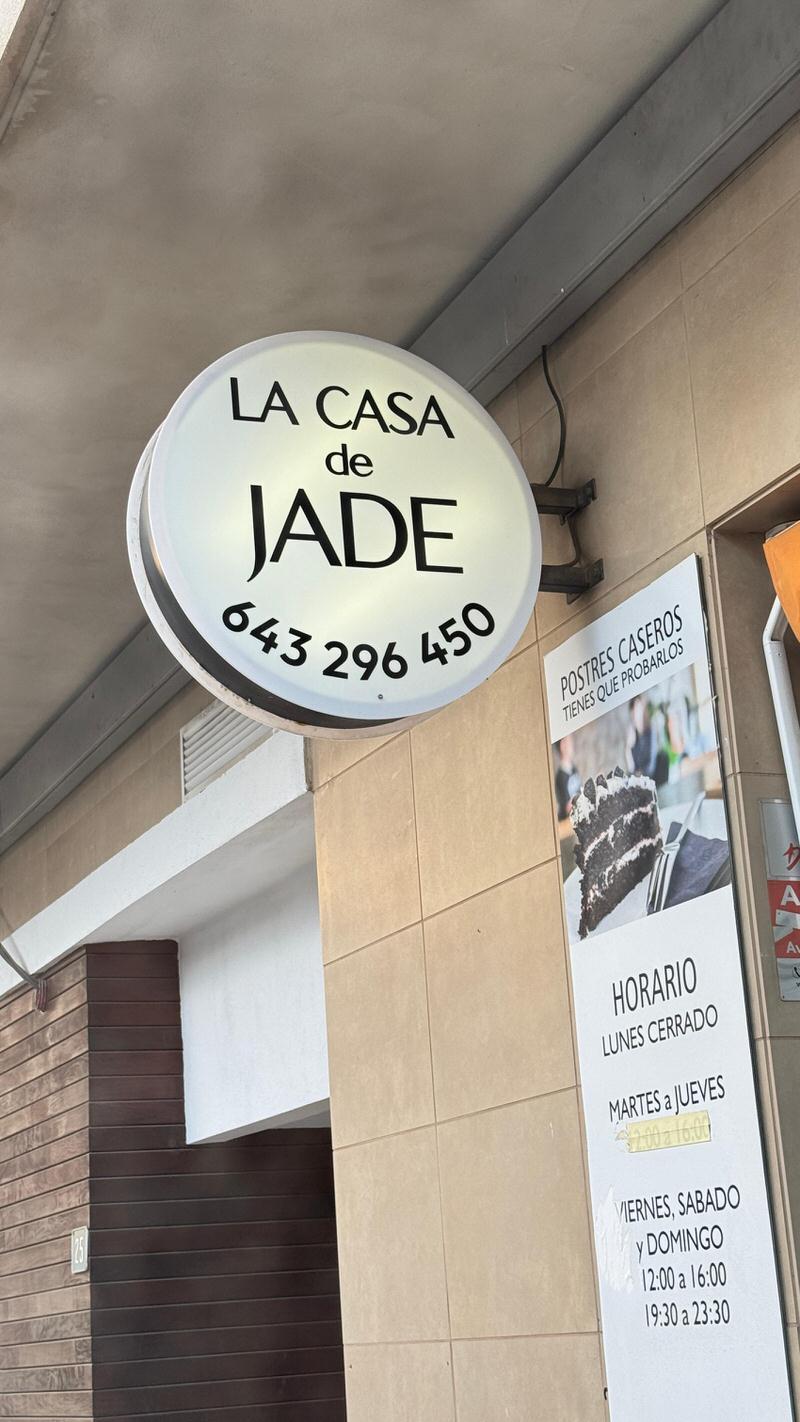 LA CASA
de
JADE
643 296 450
POSTRES CASEROS
TIENES QUE PROBARLOS
HORARIO
LUNES CERRADO
MARTES a JUEVES
12:00 a 16:00
VIERNES, SABADO
y DOMINGO
12:00 a 16:00
19:30 a 23:30
25